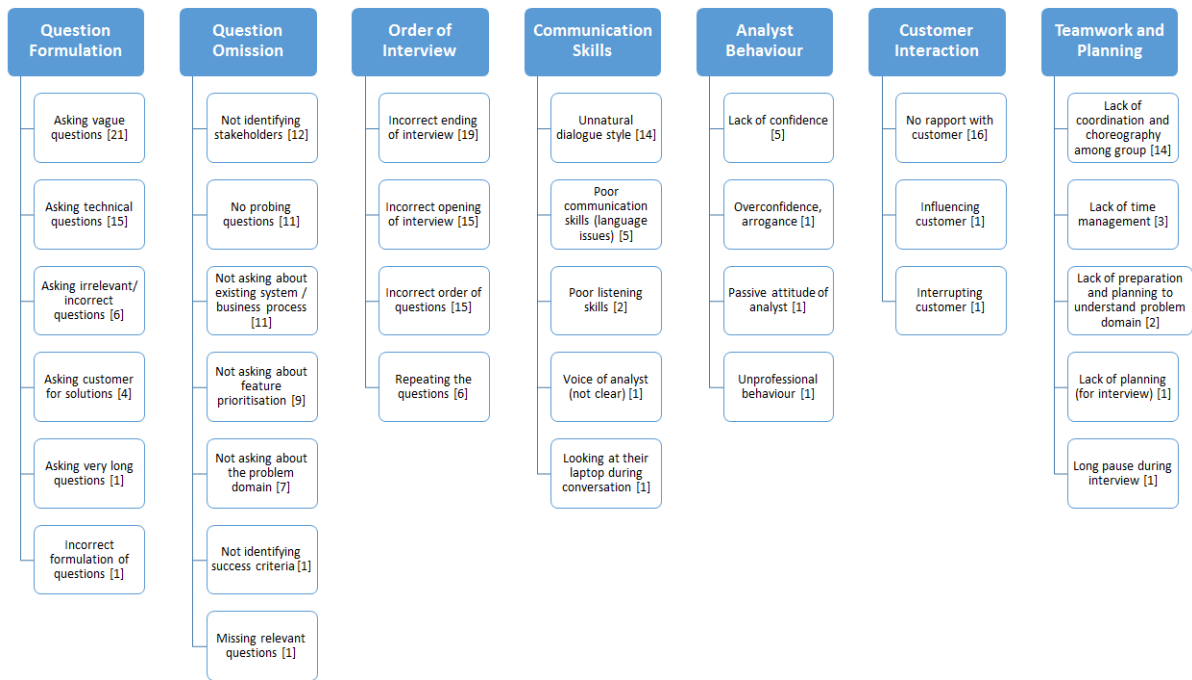 Question
Formulation
Asking vague
questions [21]
Asking technical
questions [15]
Asking irrelevant/
incorrect
questions [6]
Asking customer
for solutions [4]
Asking very long
questions [1]
Incorrect
formulation of
questions [1]
Question
Omission
Not identifying
stakeholders [12]
No probing
questions [11]
Not asking about
existing system /
business process
[11]
Not asking about
feature
prioritisation [9]
Not asking about
the problem
domain [7]
Not identifying
success criteria [1]
Missing relevant
questions [1]
Order of
Interview
Incorrect ending
of interview [19]
Incorrect opening
of interview [15]
Incorrect order of
questions [15]
Repeating the
questions [6]
Communication
Skills
Unnatural
dialogue style [14]
Poor
communication
skills (language
issues) [5]
Poor listening
skills [2]
Voice of analyst
(not clear) [1]
Looking at their
laptop during
conversation [1]
Analyst
Behaviour
Lack of confidence
[5]
Overconfidence,
arrogance [1]
Passive attitude of
analyst [1]
Unprofessional
behaviour [1]
Customer
Interaction
No rapport with
customer [16]
Influencing
customer [1]
Interrupting
customer [1]
Teamwork and
Planning
Lack of
coordination and
choreography
among group [14]
Lack of time
management [3]
Lack of preparation
and planning to
understand problem
domain [2]
Lack of planning
(for interview) [1]
Long pause during
interview [1]